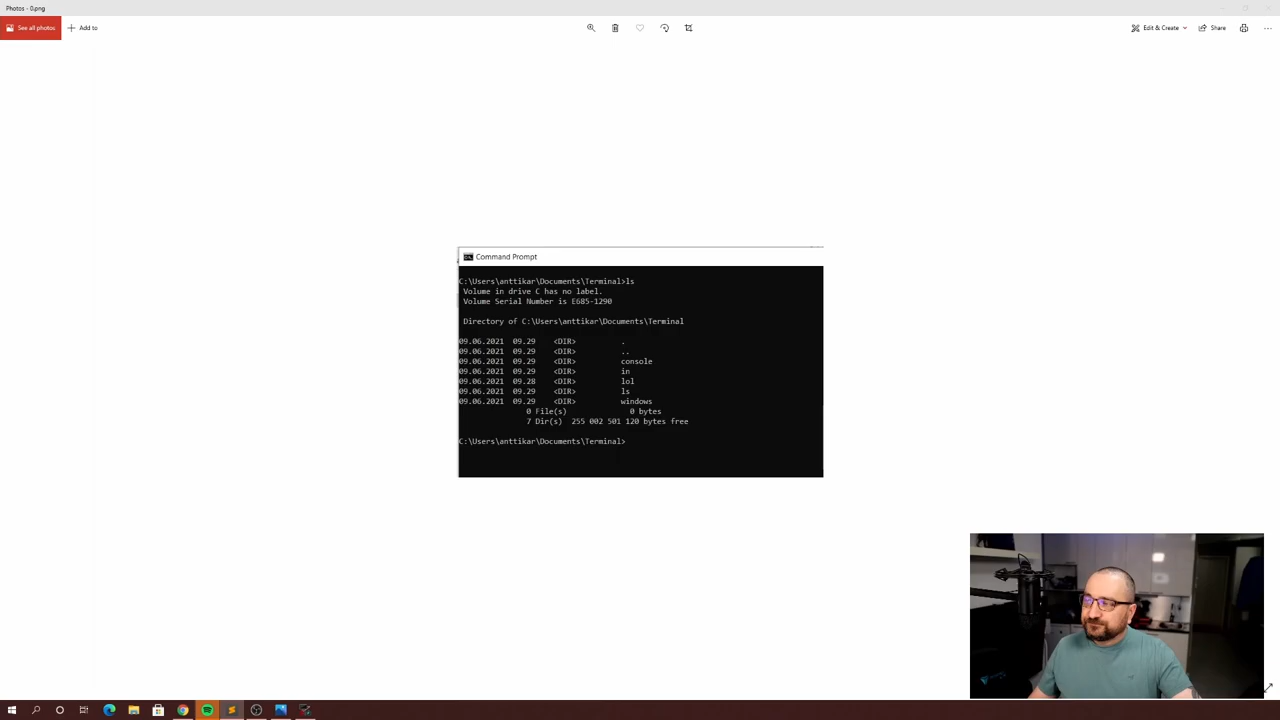 Photos - 0.png
See all photos
Add to
Edit & Create
Share
Command Prompt
C:\Users\anttikar\Documents\Terminal>ls
Volume in drive C has no label.
Volume Serial Number is E685-1290
Directory of C:\Users\anttikar\Documents\Terminal
09.06.2021 09.29 <DIR> .
09.06.2021 09.29 <DIR> ..
09.06.2021 09.29 <DIR> console
09.06.2021 09.29 <DIR> in
09.06.2021 09.28 <DIR> lol
09.06.2021 09.29 <DIR> ls
09.06.2021 09.29 <DIR> windows
0 File(s) 0 bytes
7 Dir(s) 255 002 501 120 bytes free
C:\Users\anttikar\Documents\Terminal>